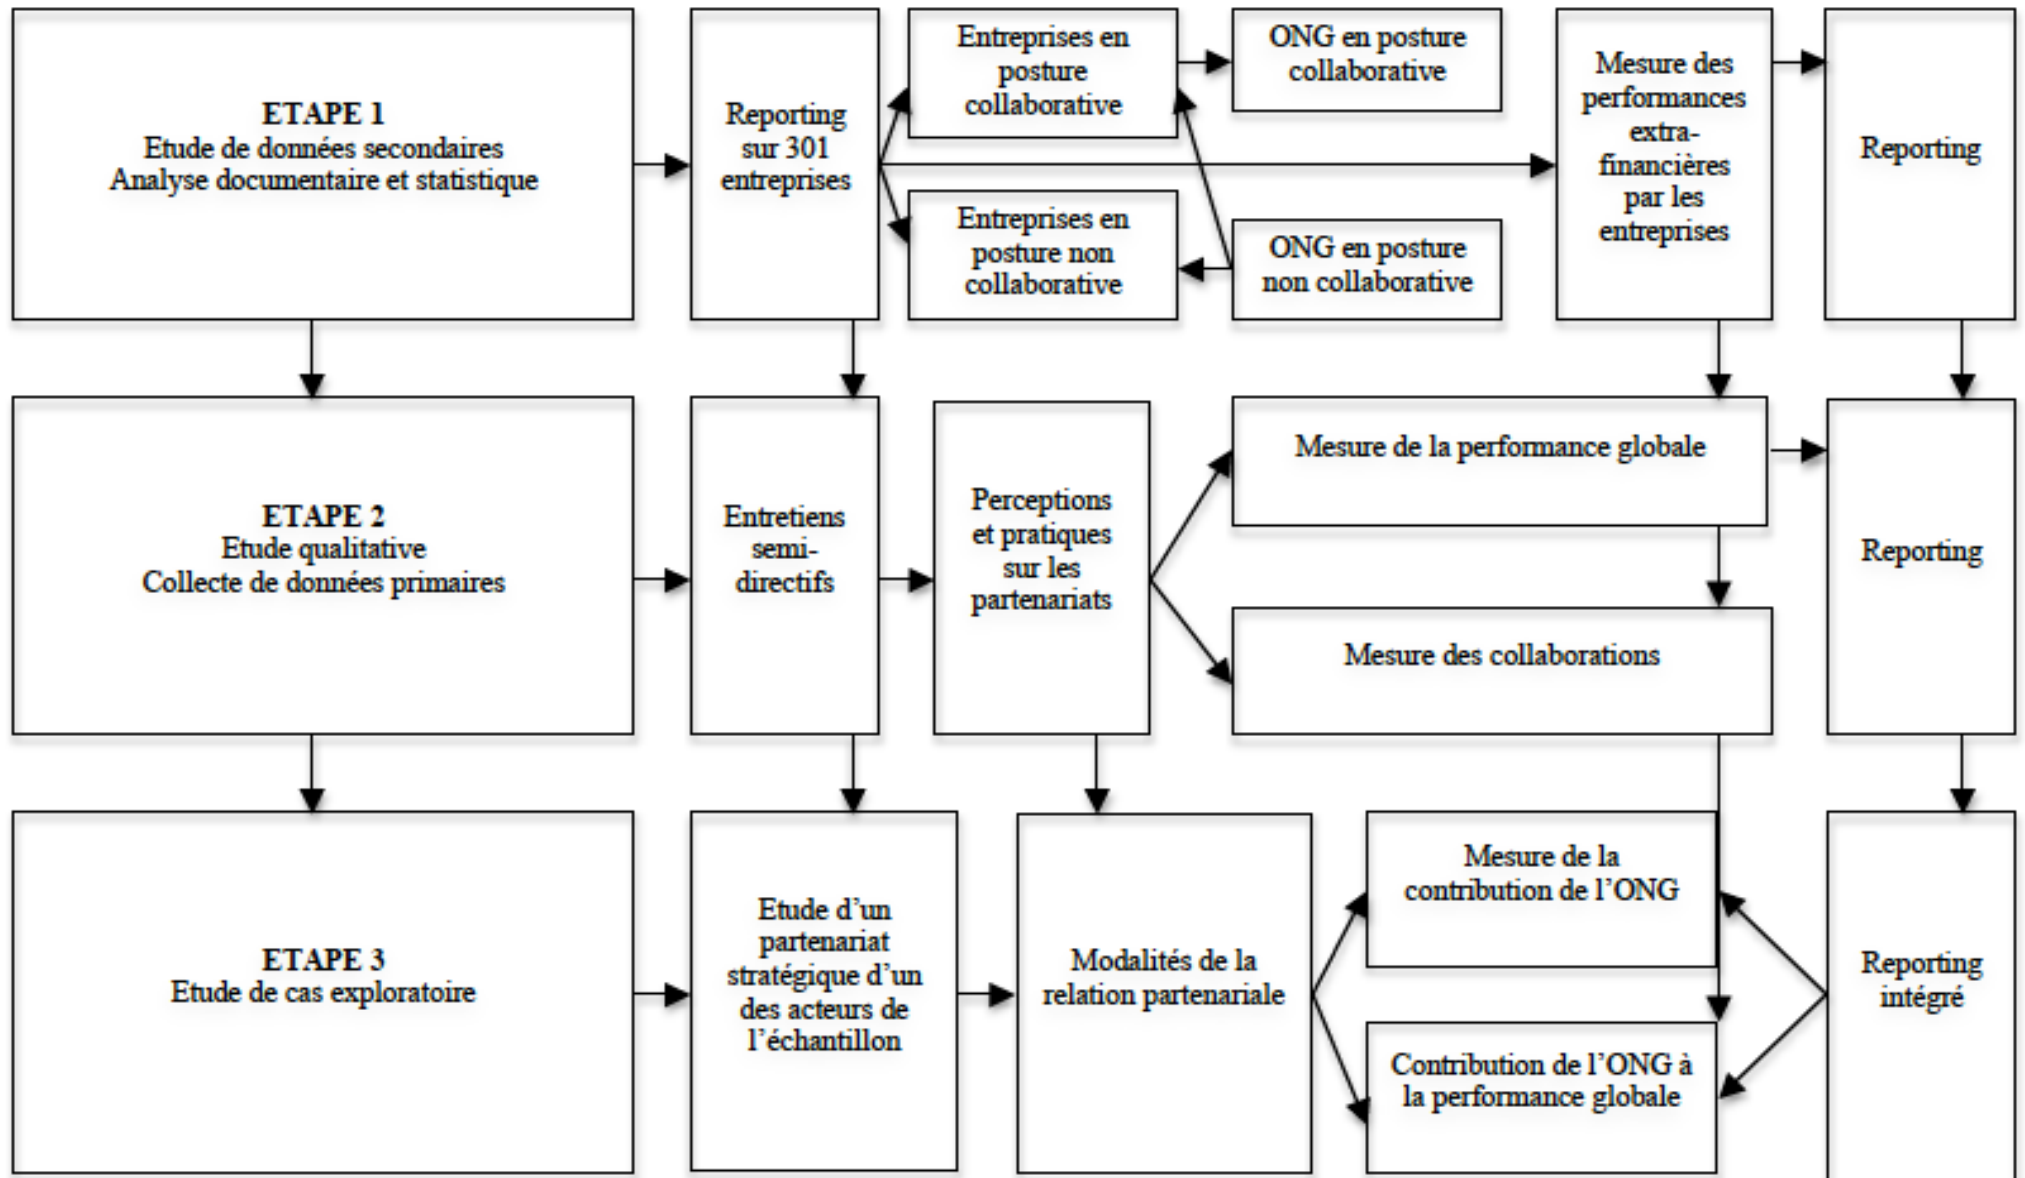 ETAPE 1
Etude de données secondaires
Analyse documentaire et statistique
Reporting
sur 301
entreprises
Entreprises en
posture
collaborative
ONG en posture
collaborative
Entreprises en
posture non
collaborative
ONG en posture
non collaborative
Mesure des
performances
extra-
financières
par les
entreprises
Reporting
ETAPE 2
Etude qualitative
Collecte de données primaires
Entretiens
semi-
directifs
Perceptions
et pratiques
sur les
partenariats
Mesure de la performance globale
Mesure des collaborations
Reporting
ETAPE 3
Etude de cas exploratoire
Etude d’un
partenariat
stratégique d’un
des acteurs de
l’échantillon
Modalités de la
relation partenariale
Mesure de la
contribution de l’ONG
Contribution de l’ONG à
la performance globale
Reporting
intégré